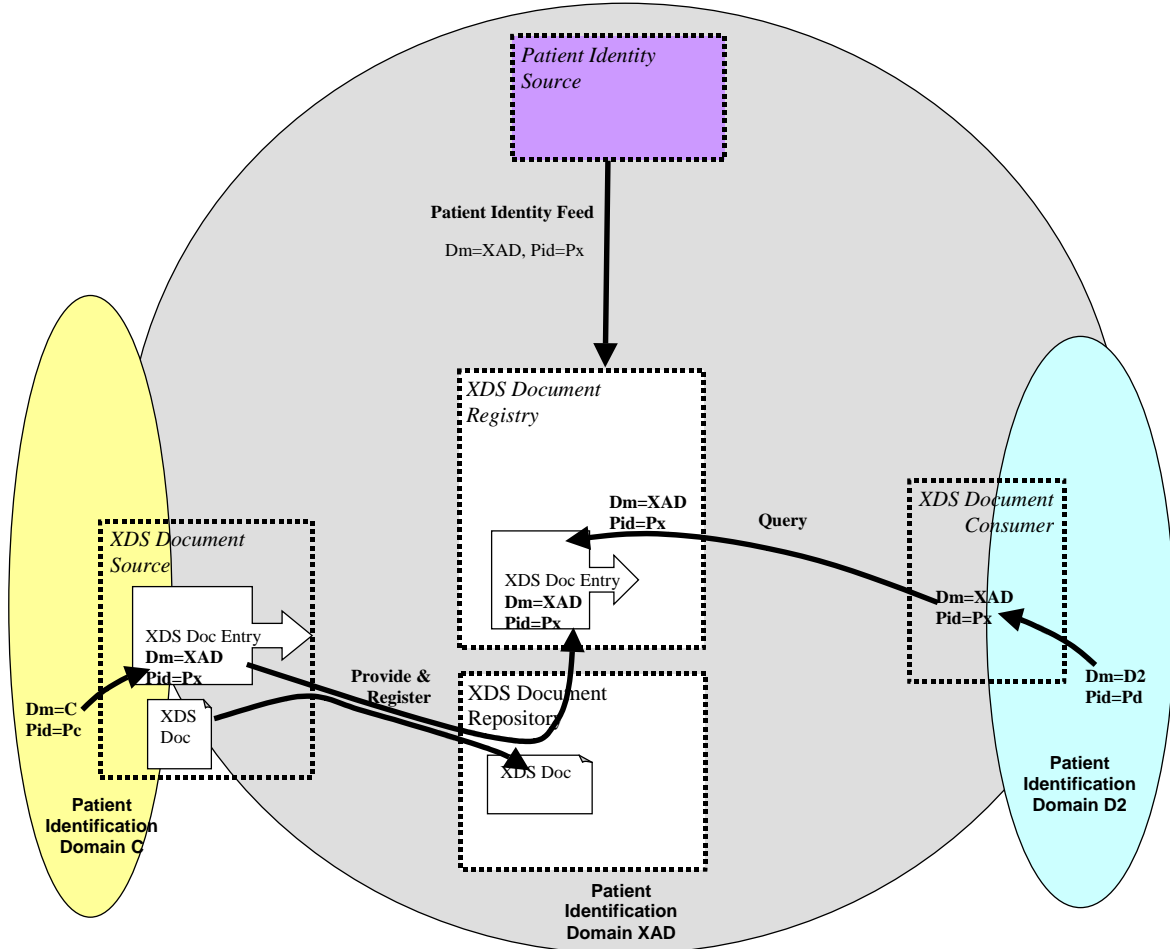 Patient Identity
Source
Patient Identity Feed
Dm=XAD, Pid=Px
XDS Document
Registry
Dm=XAD
Pid=Px
XDS Doc Entry
Dm=XAD
Pid=Px
Query
XDS Document
Consumer
Dm=XAD
Pid=Px
Dm=D2
Pid=Pd
Patient
Identification
Domain D2
XDS Document
Source
XDS Doc Entry
Dm=XAD
Pid=Px
Dm=C
Pid=Pc
XDS
Doc
Patient
Identification
Domain C
Provide &
Register
XDS Document
Repository
XDS Doc
Patient
Identification
Domain XAD